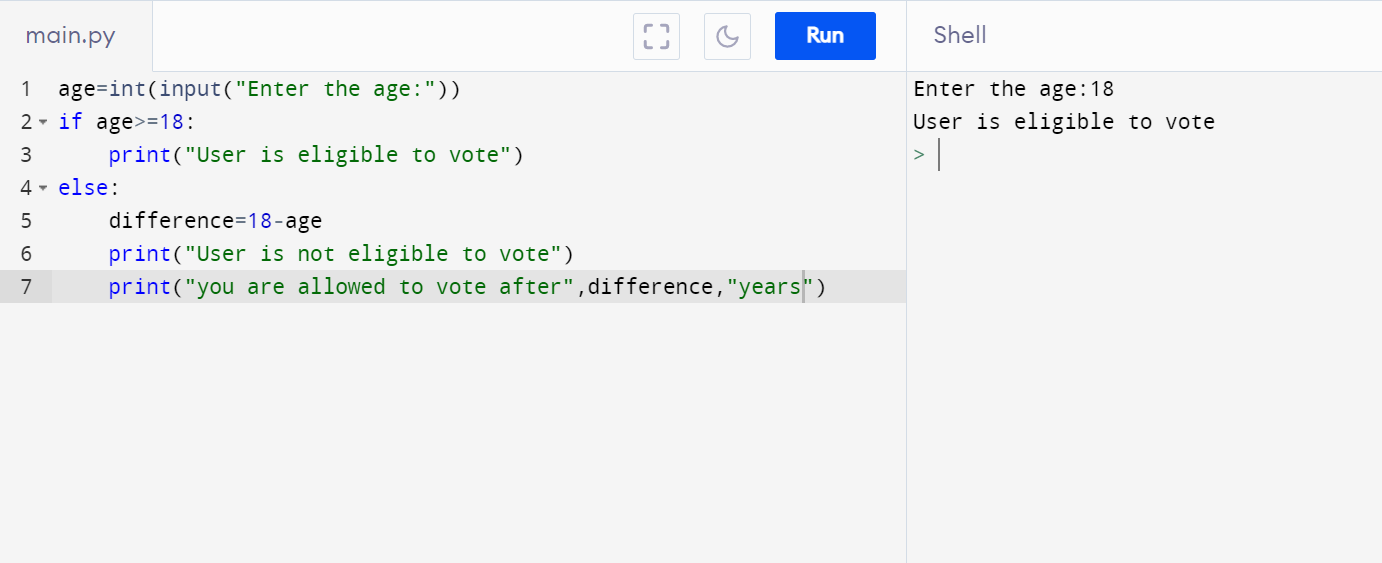 main.py
Run
Shell
1 age=int(input("Enter the age:"))
2 if age>=18:
3     print("User is eligible to vote")
4 else:
5     difference=18-age
6     print("User is not eligible to vote")
7     print("you are allowed to vote after",difference,"years")
Enter the age:18
User is eligible to vote
>